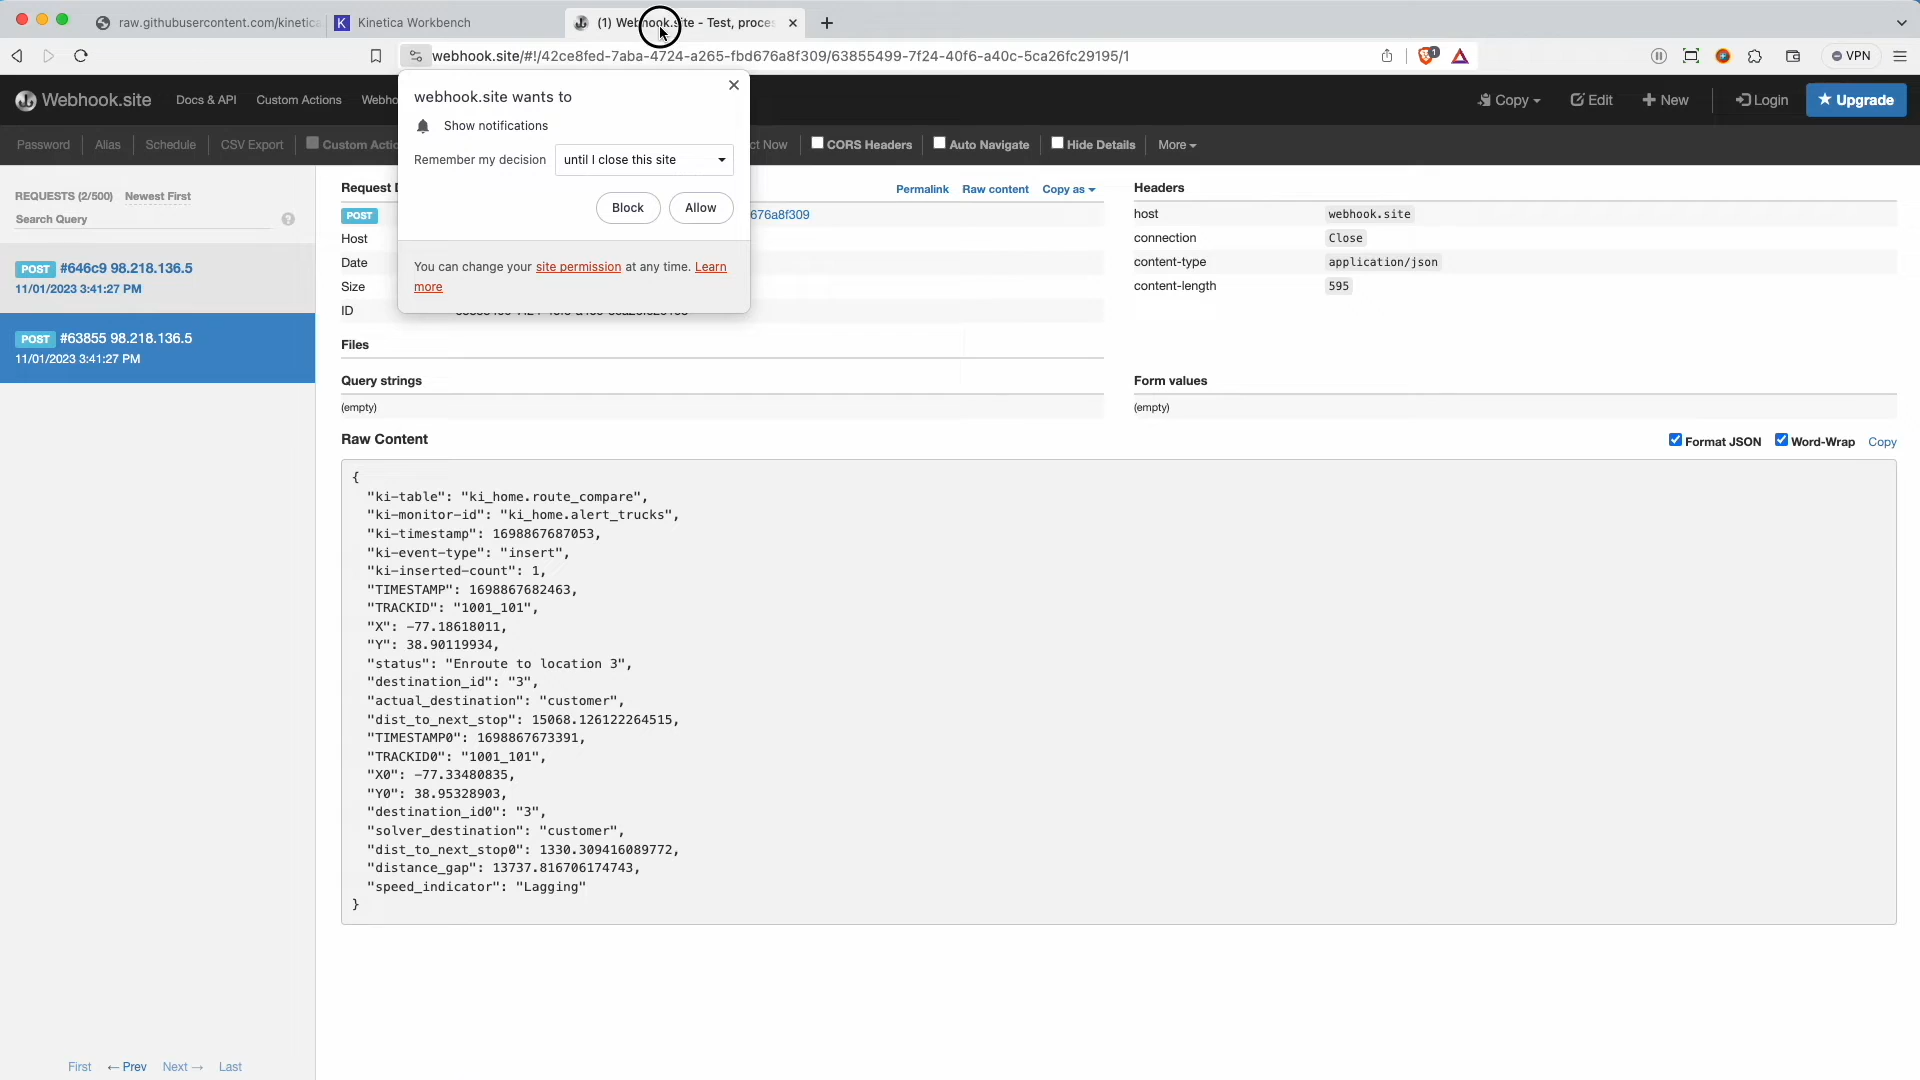 raw.githubusercontent.com/kinetica
K Kinetica Workbench
(1) Webhook.site - Test, proces
webhook.site/#!/42ce8fed-7aba-4724-a265-fbd676a8f309/63855499-7f24-40f6-a40c-5ca26fc29195/1
1
VPN
webhook.site wants to
Show notifications
Remember my decision until I close this site
Block Allow
You can change your site permission at any time. Learn
more
Webhook.site Docs & API Custom Actions Webho Copy Edit New Login Upgrade
Password Alias Schedule CSV Export Custom Actio ct Now CORS Headers Auto Navigate Hide Details More
REQUESTS (2/500) Newest First
Search Query ?
POST #646c9 98.218.136.5
11/01/2023 3:41:27 PM
POST #63855 98.218.136.5
11/01/2023 3:41:27 PM
First ← Prev Next → Last
Request D Permalink Raw content Copy as
POST 676a8f309
Host
Date
Size
ID
Headers
host webhook.site
connection Close
content-type application/json
content-length 595
Files
Query strings
(empty)
Form values
(empty)
Raw Content Format JSON Word-Wrap Copy
{
"ki-table": "ki_home.route_compare",
"ki-monitor-id": "ki_home.alert_trucks",
"ki-timestamp": 1698867687053,
"ki-event-type": "insert",
"ki-inserted-count": 1,
"TIMESTAMP": 1698867682463,
"TRACKID": "1001_101",
"X": -77.18618011,
"Y": 38.90119934,
"status": "Enroute to location 3",
"destination_id": "3",
"actual_destination": "customer",
"dist_to_next_stop": 15068.126122264515,
"TIMESTAMP0": 1698867673391,
"TRACKID0": "1001_101",
"X0": -77.33480835,
"Y0": 38.95328903,
"destination_id0": "3",
"solver_destination": "customer",
"dist_to_next_stop0": 1330.309416089772,
"distance_gap": 13737.816706174743,
"speed_indicator": "Lagging"
}